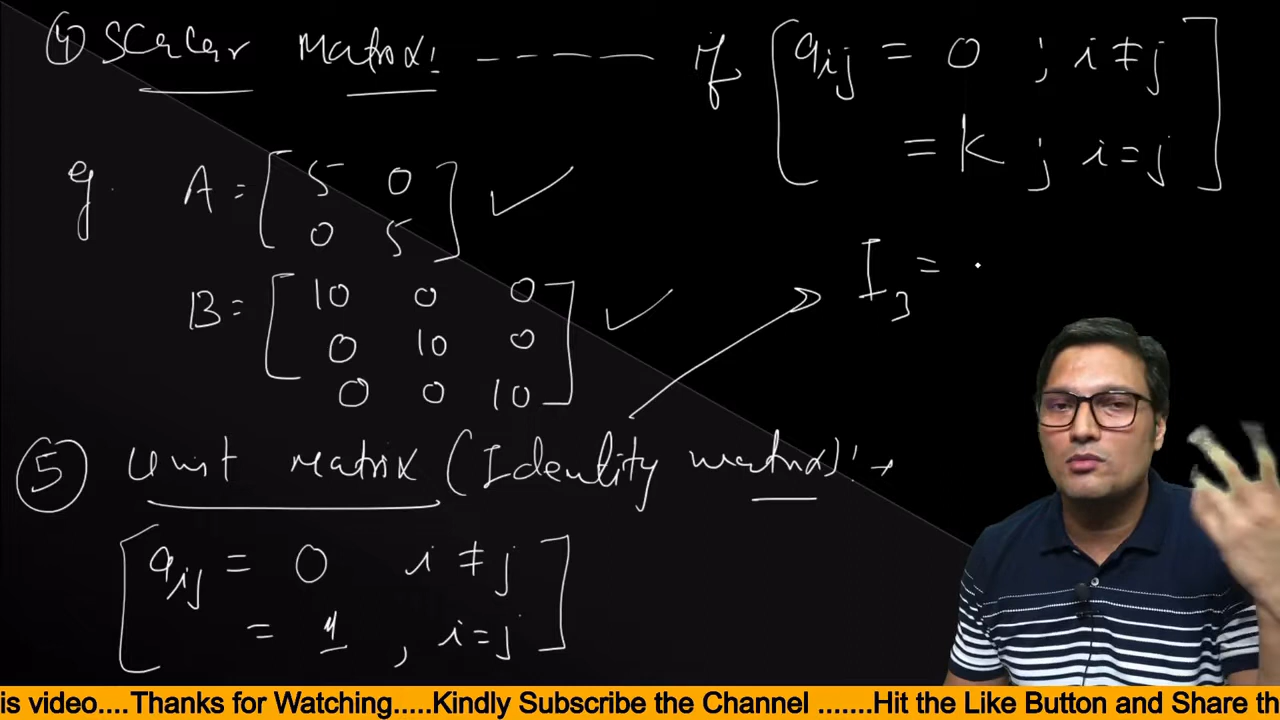 ④ Scalar Matrix: ------ if [ aij = 0 ; i ≠ j
= K ; i = j ]
eg. A = [ 5 0
0 5 ] ✓
B = [ 10 0 0
0 10 0
0 0 10 ] ✓
I3 =
⑤ Unit Matrix (Identity matrix): →
[ aij = 0 i ≠ j
= 1 , i = j ]
is video....Thanks for Watching.....Kindly Subscribe the Channel .......Hit the Like Button and Share th